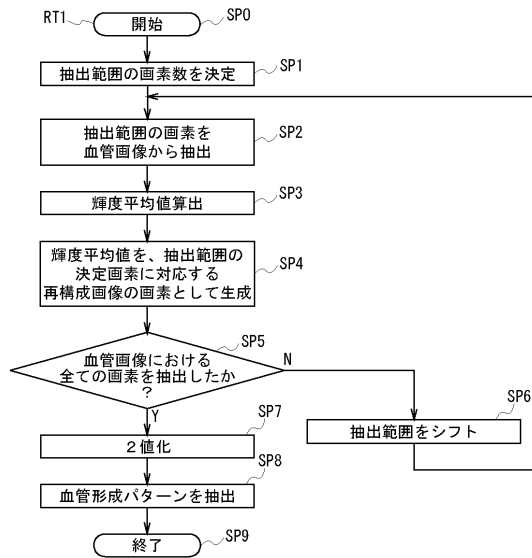 RT1
開始
SP0
抽出範囲の画素数を決定
SP1
抽出範囲の画素を
血管画像から抽出
SP2
輝度平均値算出
SP3
輝度平均値を、抽出範囲の
決定画素に対応する
再構成画像の画素として生成
SP4
血管画像における
全ての画素を抽出したか
?
SP5
N
Y
抽出範囲をシフト
SP6
2値化
SP7
血管形成パターンを抽出
SP8
終了
SP9